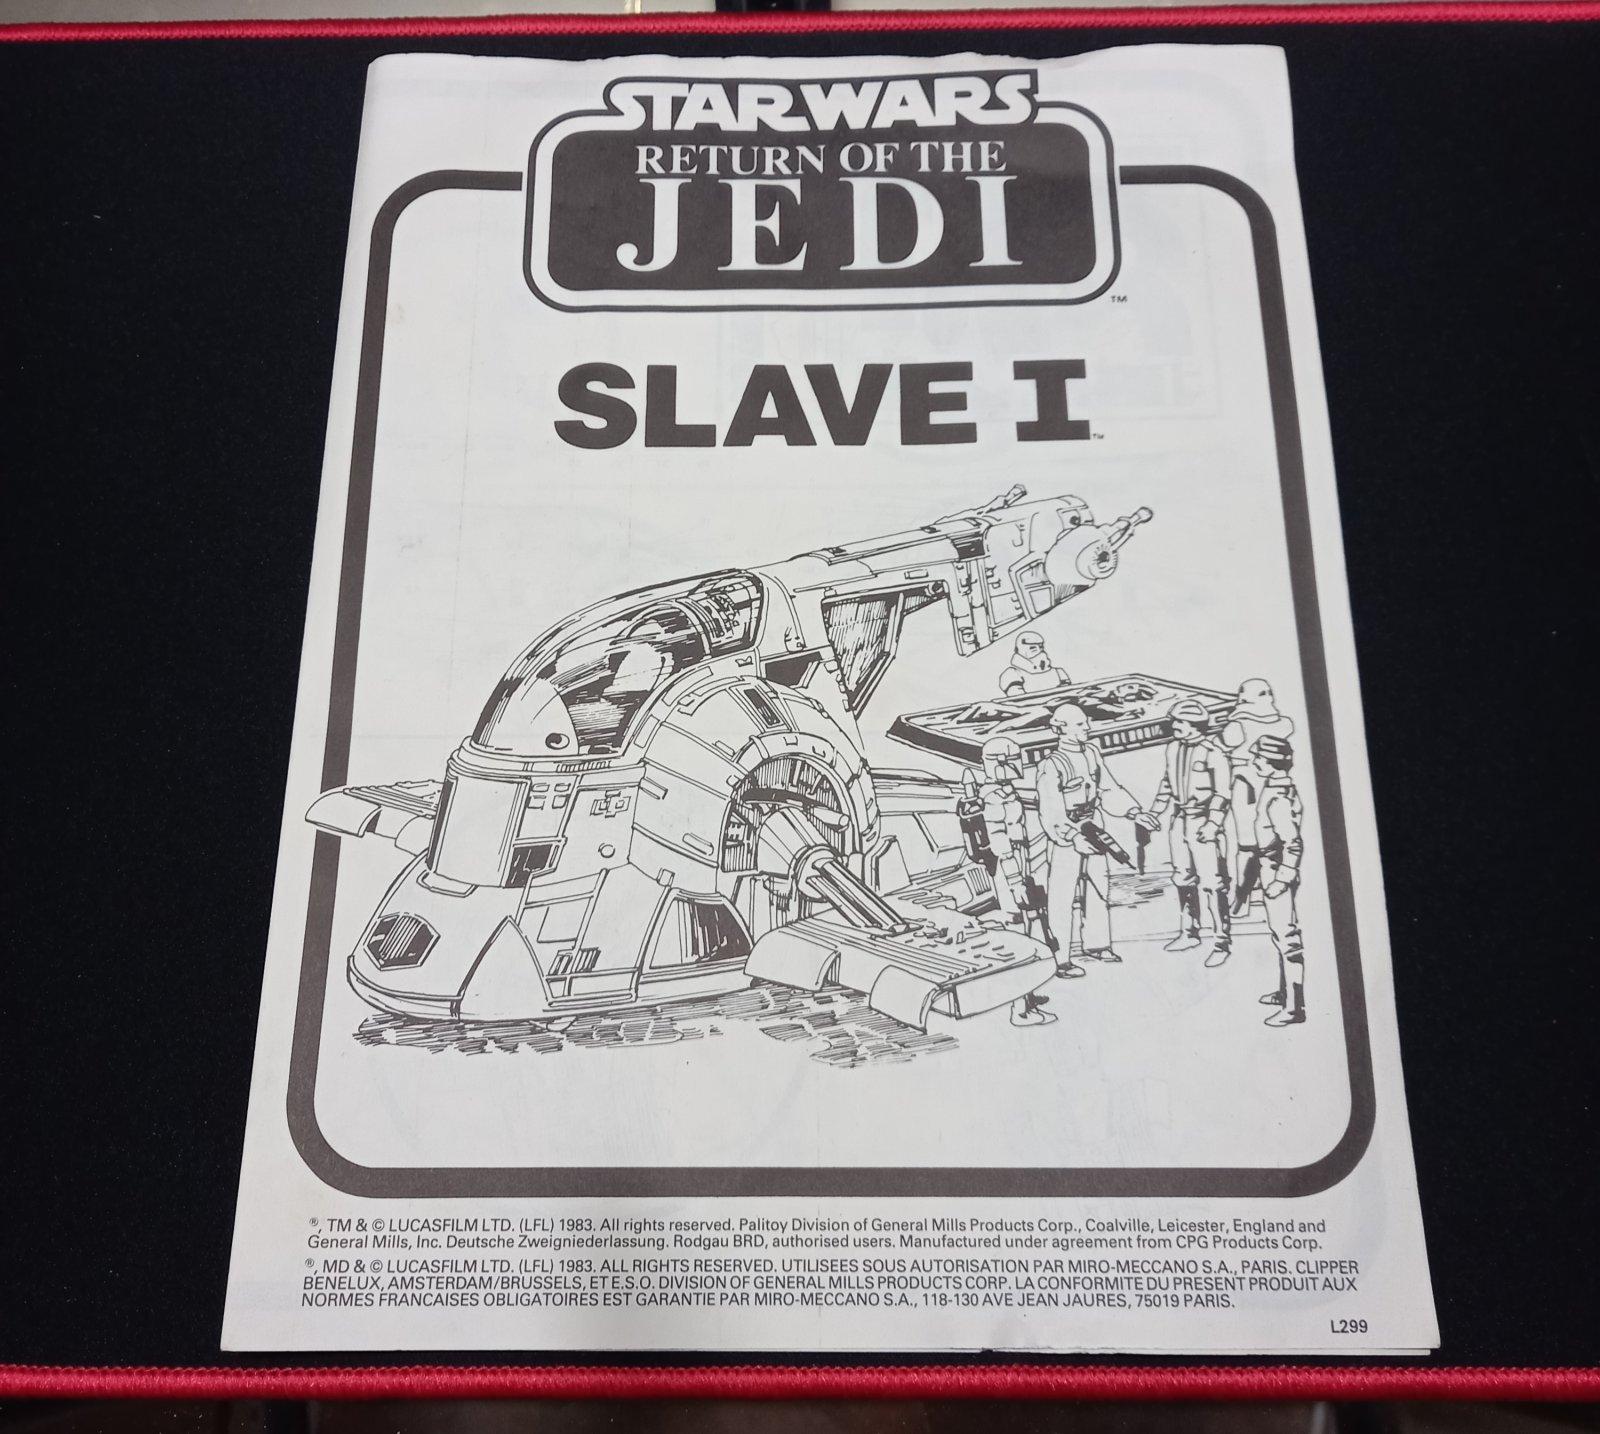 STAR WARS
RETURN OF THE
JEDI
TM
SLAVE I
TM
®, TM & © LUCASFILM LTD. (LFL) 1983. All rights reserved. Palitoy Division of General Mills Products Corp., Coalville, Leicester, England and
General Mills, Inc. Deutsche Zweigniederlassung. Rodgau BRD, authorised users. Manufactured under agreement from CPG Products Corp.
®, MD & © LUCASFILM LTD. (LFL) 1983. ALL RIGHTS RESERVED. UTILISEES SOUS AUTORISATION PAR MIRO-MECCANO S.A., PARIS. CLIPPER
BENELUX, AMSTERDAM/BRUSSELS, ET E.S.O. DIVISION OF GENERAL MILLS PRODUCTS CORP. LA CONFORMITE DU PRESENT PRODUIT AUX
NORMES FRANCAISES OBLIGATOIRES EST GARANTIE PAR MIRO-MECCANO S.A., 118-130 AVE JEAN JAURES, 75019 PARIS.
L299